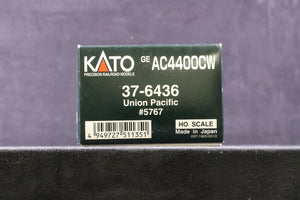 KATO GE AC4400CW
PRECISION RAILROAD MODELS
37-6436
Union Pacific
#5767
HO SCALE
Made in Japan
4 949727 511351